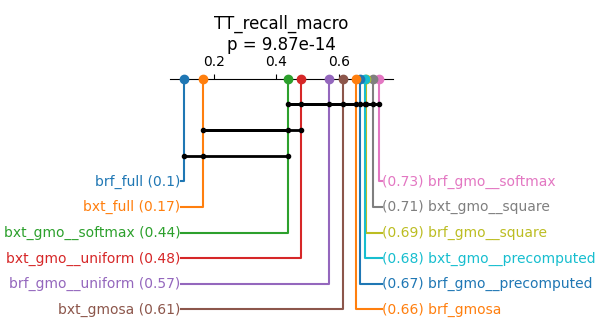 TT_recall_macro
p = 9.87e-14
0.2 0.4 0.6
brf_full (0.1) (0.73) brf_gmo__softmax
bxt_full (0.17) (0.71) bxt_gmo__square
bxt_gmo__softmax (0.44) (0.69) brf_gmo__square
bxt_gmo__uniform (0.48) (0.68) bxt_gmo__precomputed
brf_gmo__uniform (0.57) (0.67) brf_gmo__precomputed
bxt_gmosa (0.61) (0.66) brf_gmosa